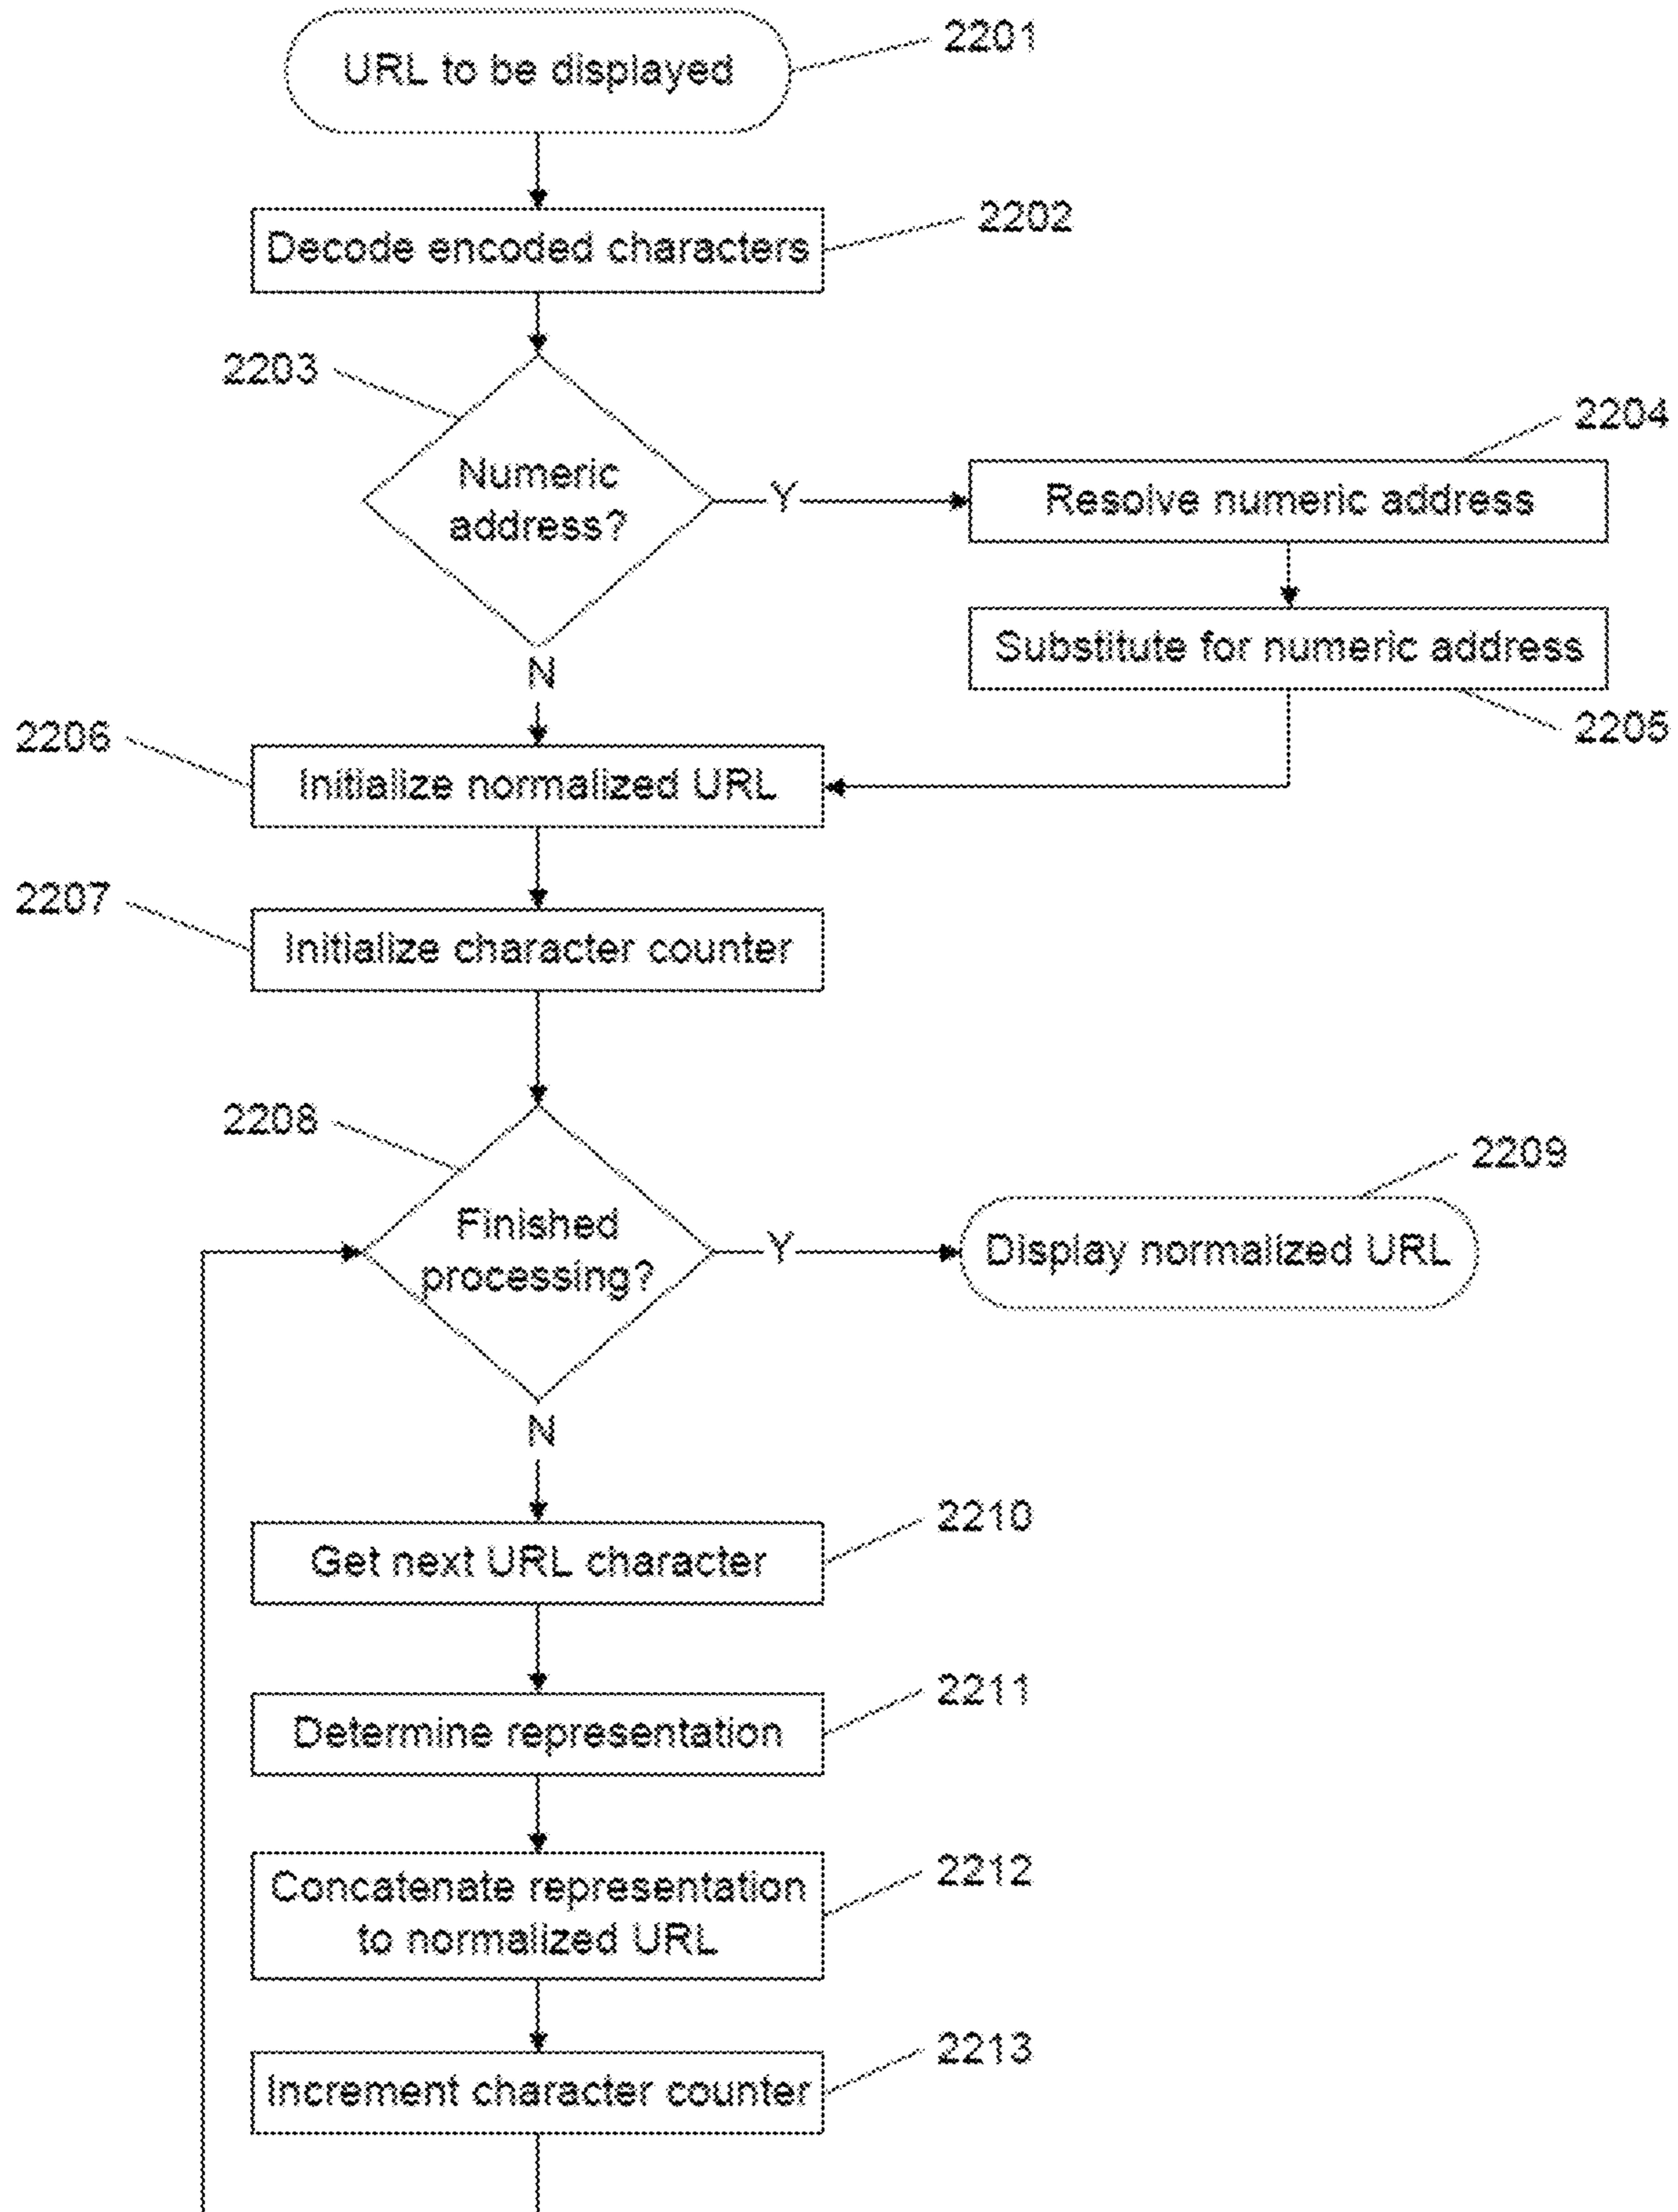 URL to be displayed
2201
Decode encoded characters
2202
2203
Numeric
address?
Y
2204
Resolve numeric address
Substitute for numeric address
2205
N
2206
Initialize normalized URL
2207
Initialize character counter
2208
Finished
processing?
Y
2209
Display normalized URL
N
2210
Get next URL character
2211
Determine representation
2212
Concatenate representation
to normalized URL
2213
Increment character counter